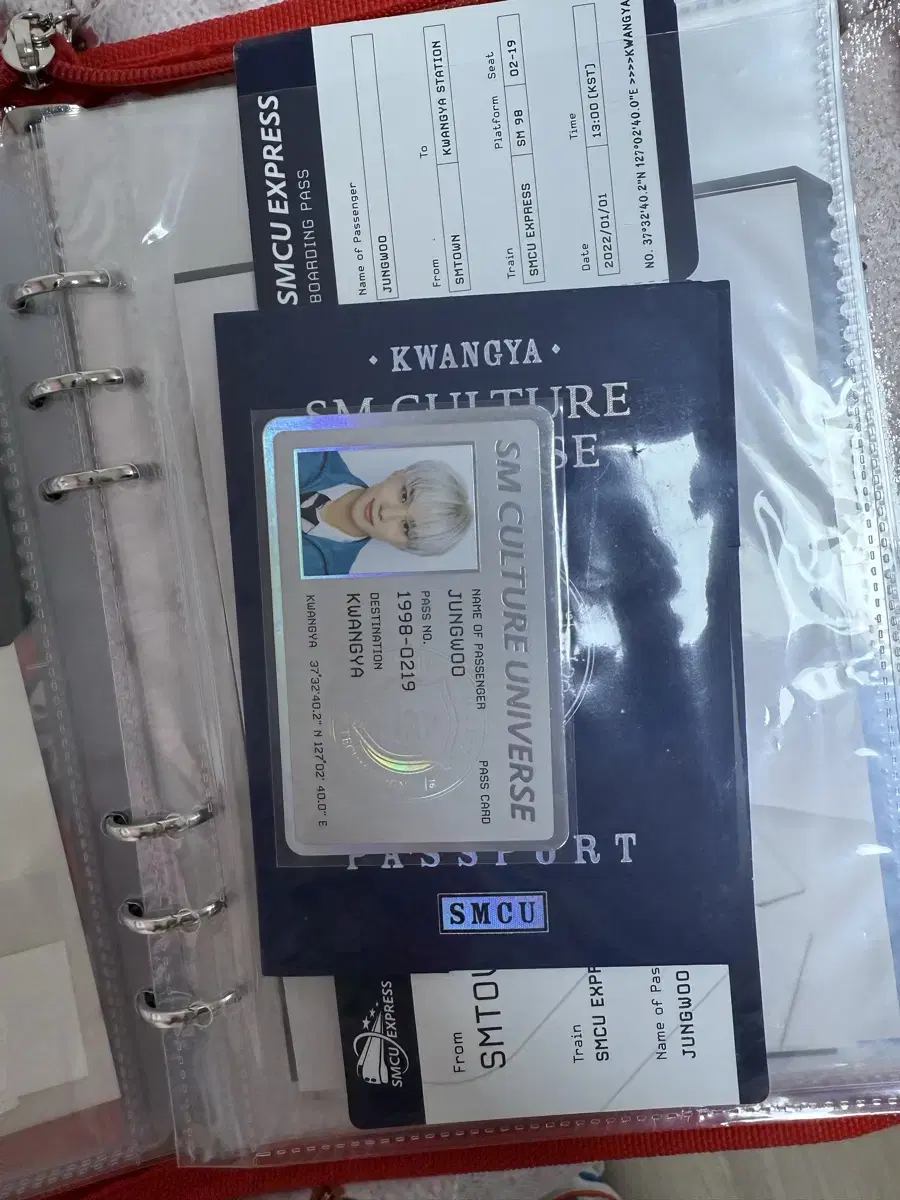 SMCU EXPRESS
BOARDING PASS
Name of Passenger
JUNGWOO
From
To
SMTOWN
KWANGYA STATION
Train
Platform
Seat
SMCU EXPRESS
SM 98
02-19
Date
Time
2022/01/01
13:00 [KST]
NO. 37°32'40.2"N 127°02'40.0"E >>>>KWANGYA
KWANGYA
SM CULTURE
SE
PASSPORT
SMCU
SM CULTURE UNIVERSE
NAME OF PASSENGER
PASS CARD
JUNGWOO
PASS NO.
1998-0219
DESTINATION
KWANGYA
KWANGYA 37°32'40.2" N 127°02' 40.0" E
SMCU EXPRESS
From
SMTOW
Train
SMCU EXPR
Name of Pas
JUNGWOO